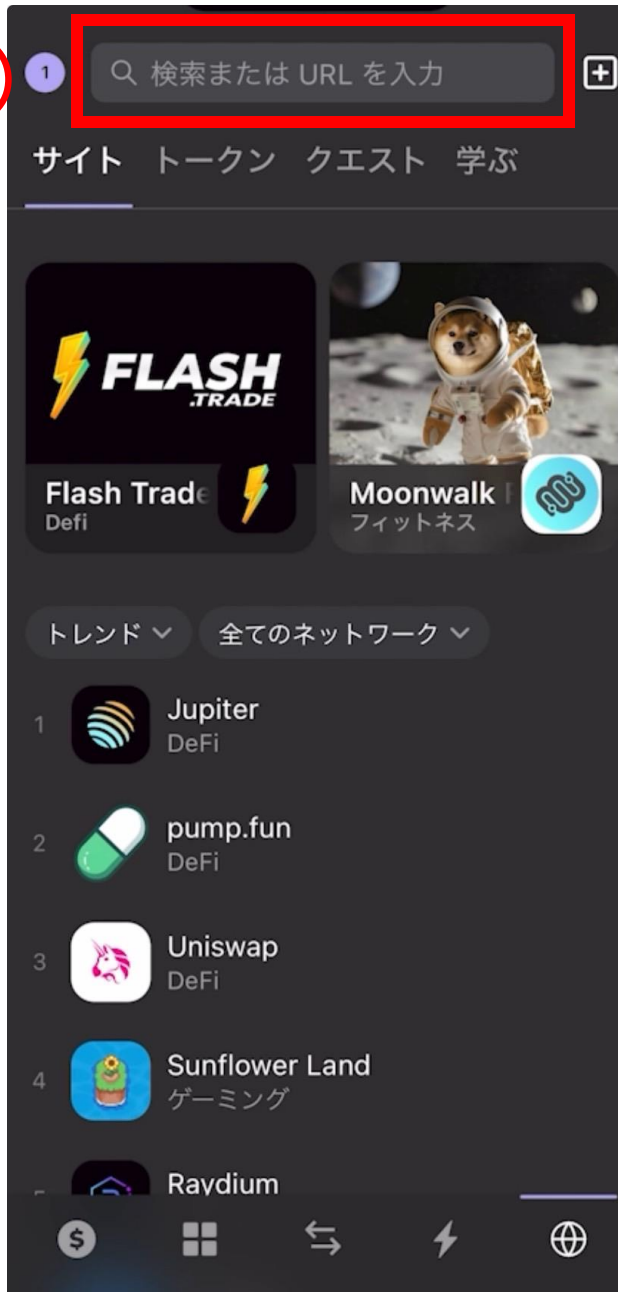 1
検索または URL を入力
サイト トークン クエスト 学ぶ
FLASH
.TRADE
Flash Trade
Defi
Moonwalk
フィットネス
トレンド 全てのネットワーク
1
Jupiter
DeFi
2
pump.fun
DeFi
3
Uniswap
DeFi
4
Sunflower Land
ゲーミング
Raydium
$